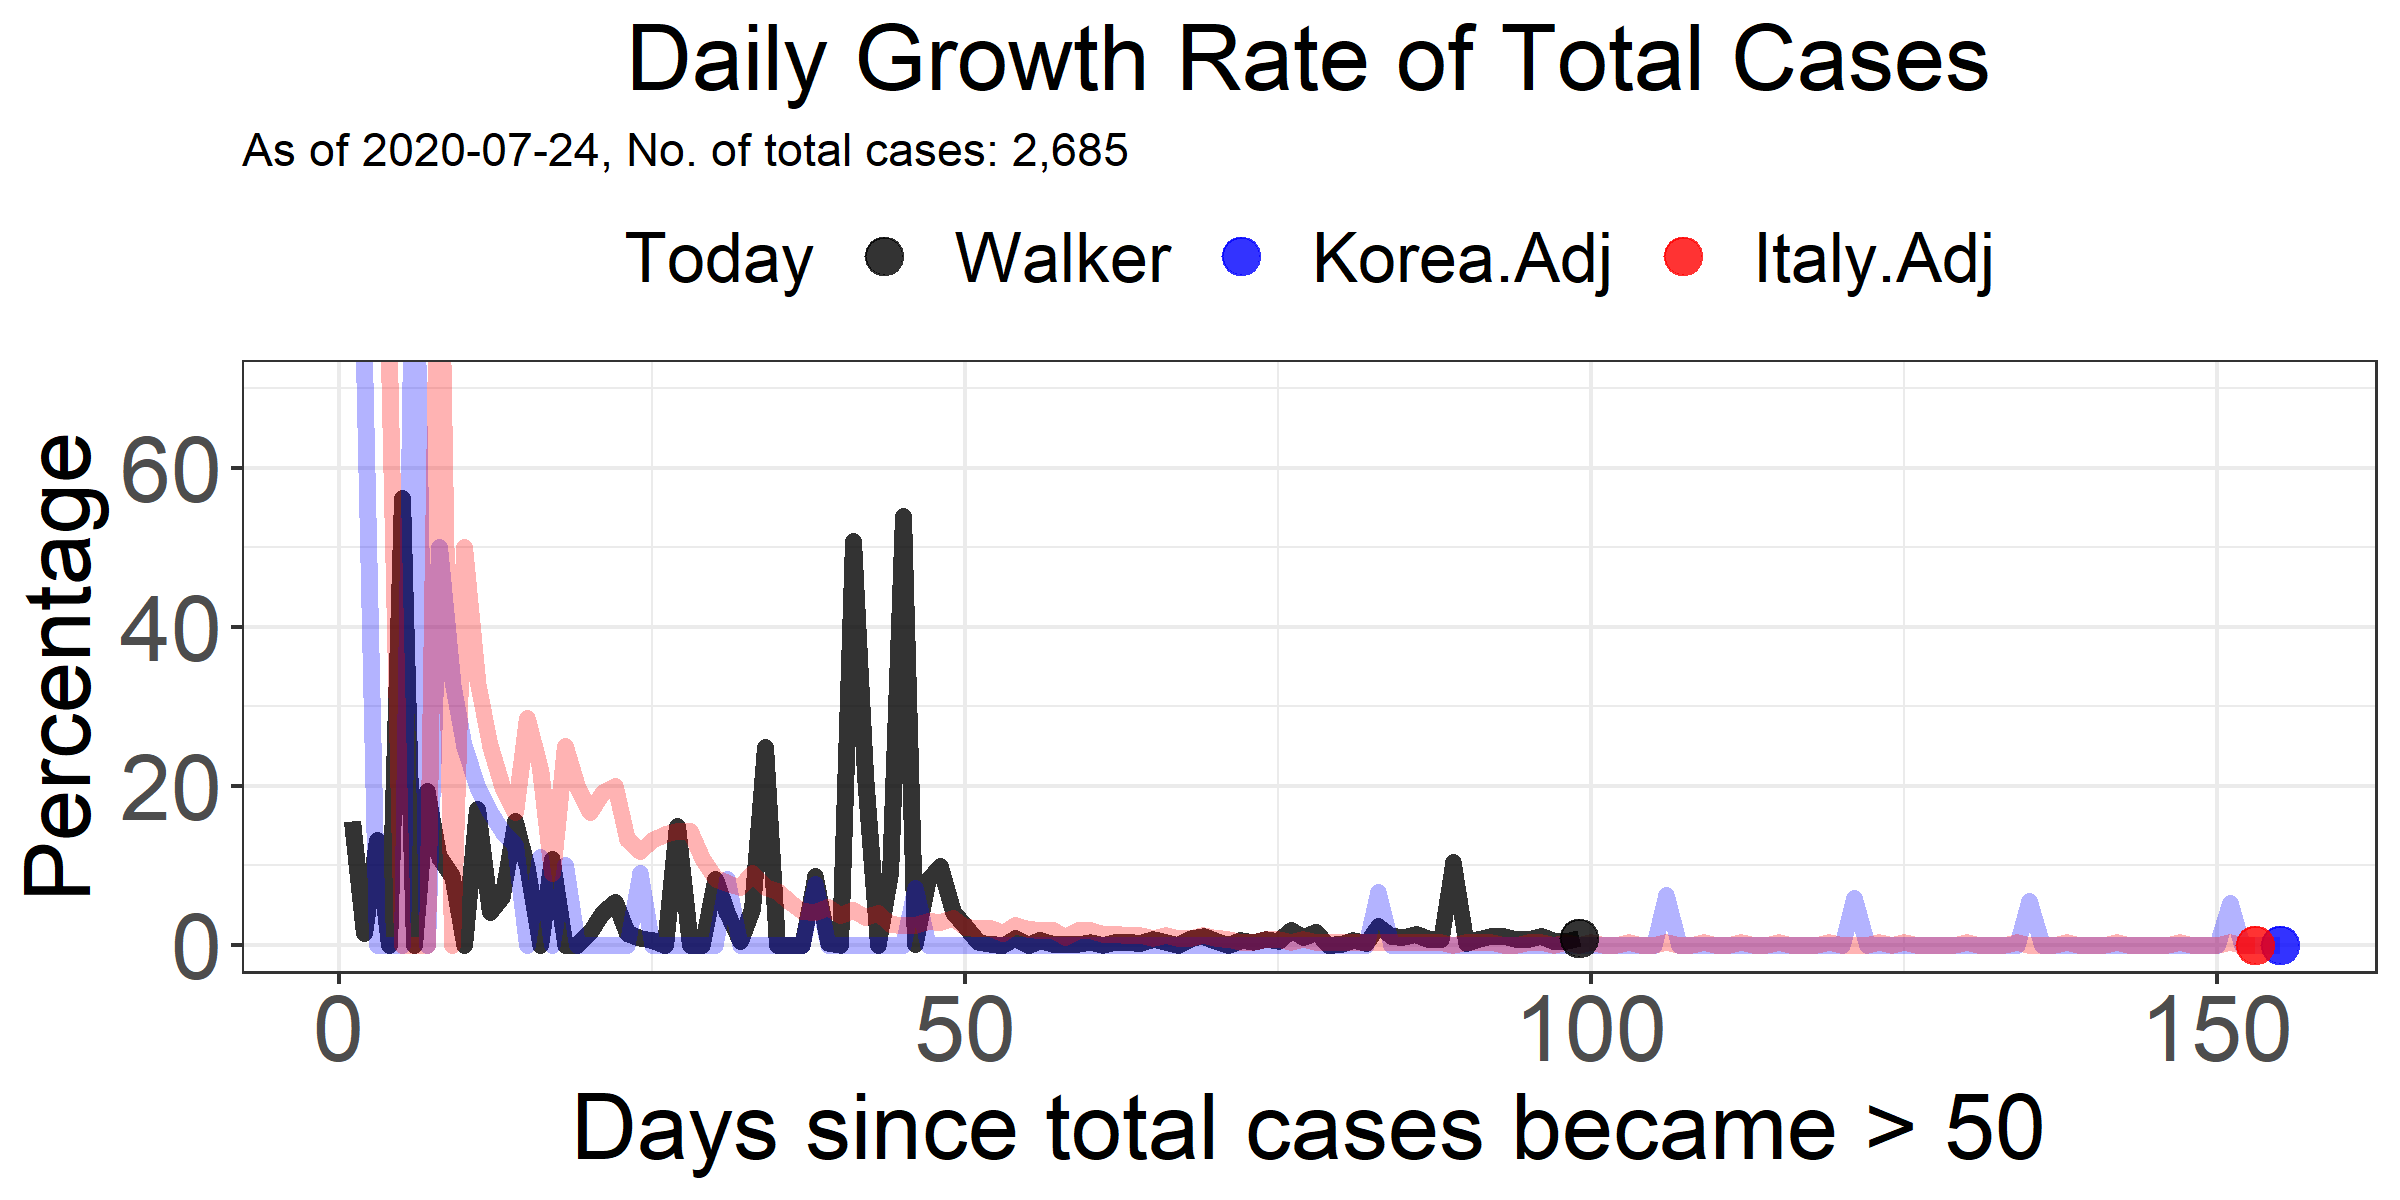 Daily Growth Rate of Total Cases
As of 2020-07-24, No. of total cases: 2,685
Today Walker Korea.Adj Italy.Adj
Percentage
60
40
20
0
0 50 100 150
Days since total cases became > 50